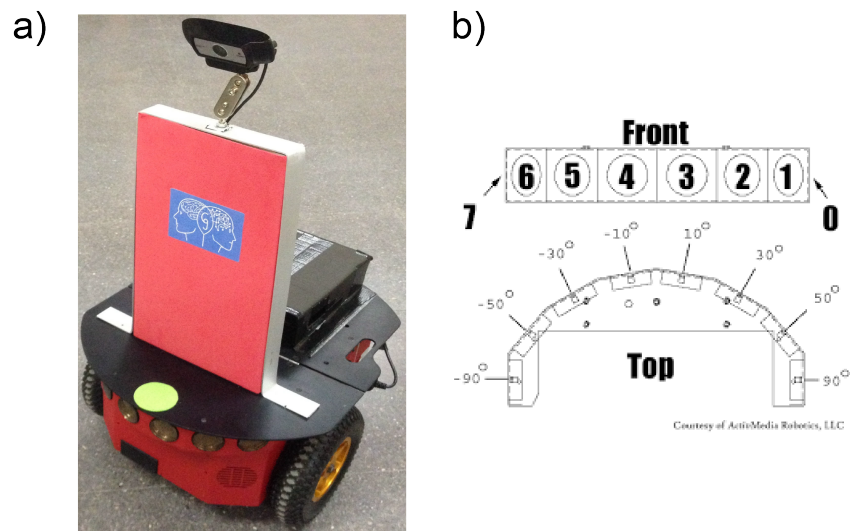 a)
b)
Front
6 5 4 3 2 1
7
0
-10° 10°
-30° 30°
-50° 50°
Top
-90° 90°
Courtesy of ActivMedia Robotics, LLC